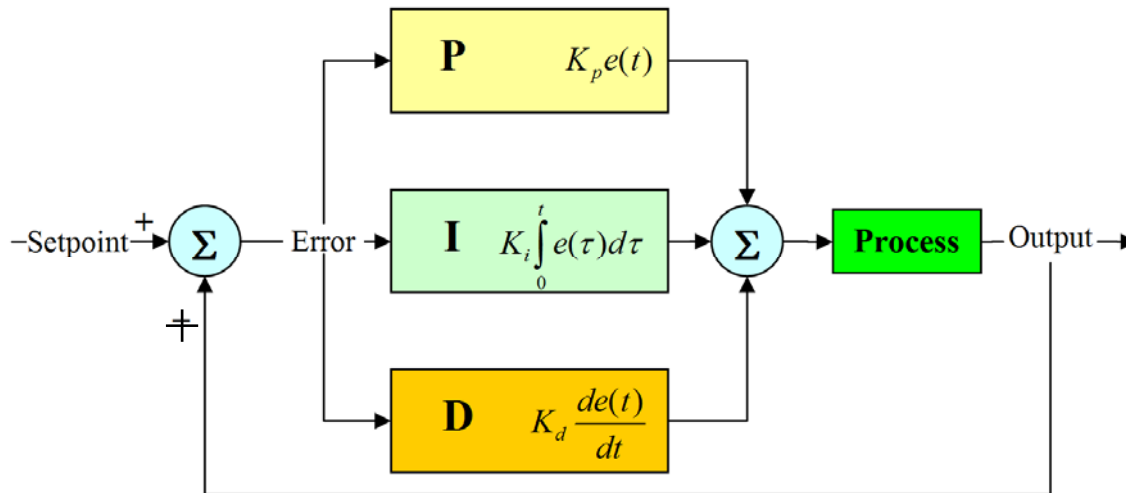 P K_p e(t)
+
–Setpoint
Σ
Error
I K_i ∫_0^t e(τ)dτ
Σ
Process
Output
D K_d de(t)/dt